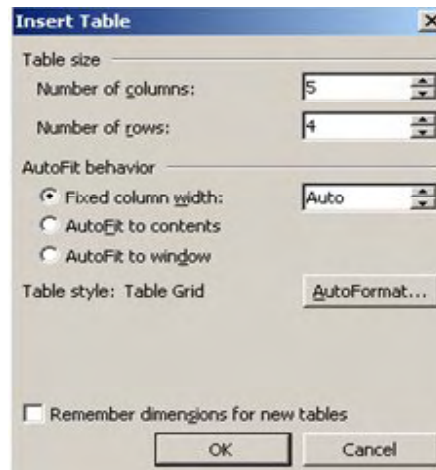 Insert Table
Table size
Number of columns: 5
Number of rows: 4
AutoFit behavior
Fixed column width: Auto
AutoFit to contents
AutoFit to window
Table style: Table Grid AutoFormat...
Remember dimensions for new tables
OK Cancel